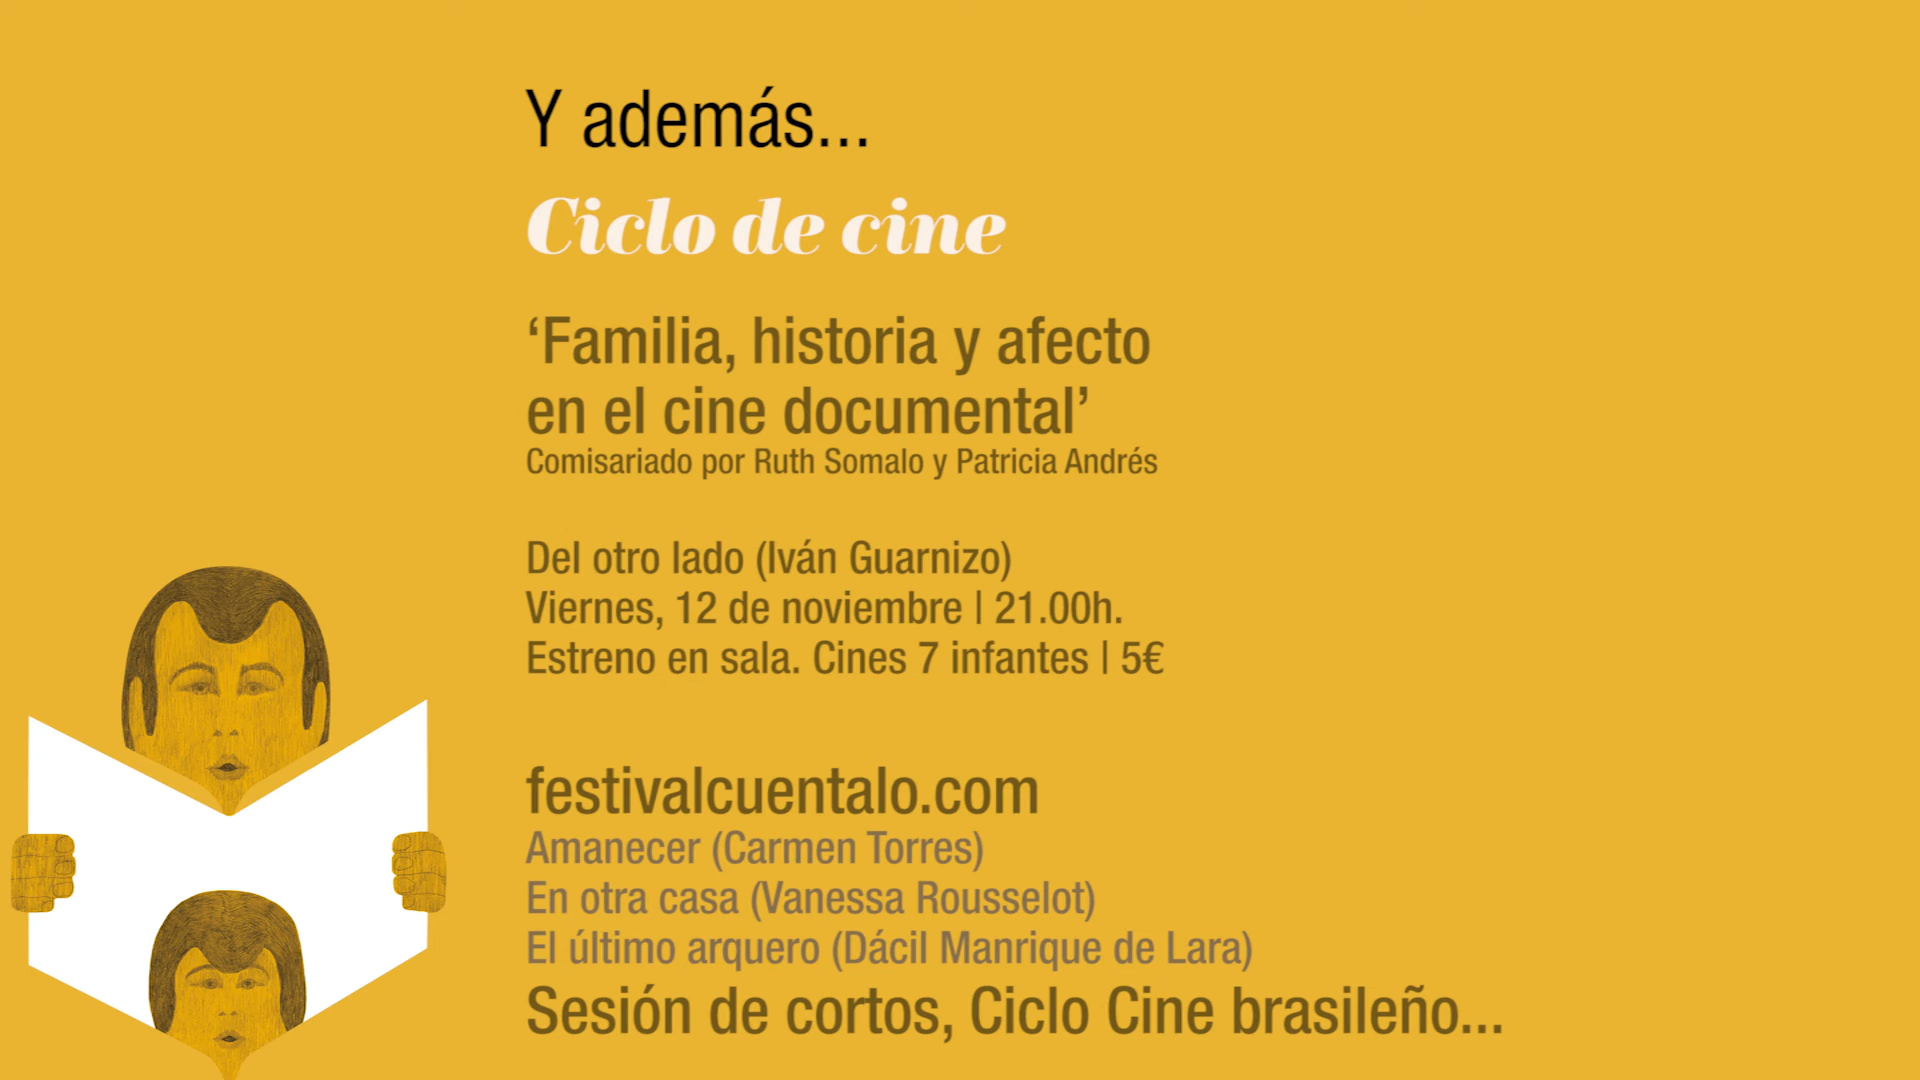 Y además...
Ciclo de cine
‘Familia, historia y afecto
en el cine documental’
Comisariado por Ruth Somalo y Patricia Andrés
Del otro lado (Iván Guarnizo)
Viernes, 12 de noviembre | 21.00h.
Estreno en sala. Cines 7 infantes | 5€
festivalcuentalo.com
Amanecer (Carmen Torres)
En otra casa (Vanessa Rousselot)
El último arquero (Dácil Manrique de Lara)
Sesión de cortos, Ciclo Cine brasileño...